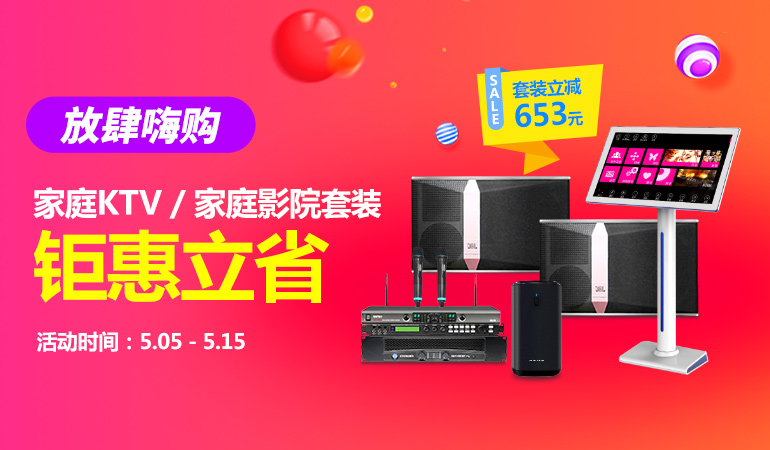 放肆嗨购
家庭KTV / 家庭影院套装
钜惠立省
活动时间：5.05 - 5.15
SALE
套装立减
653元
JBL